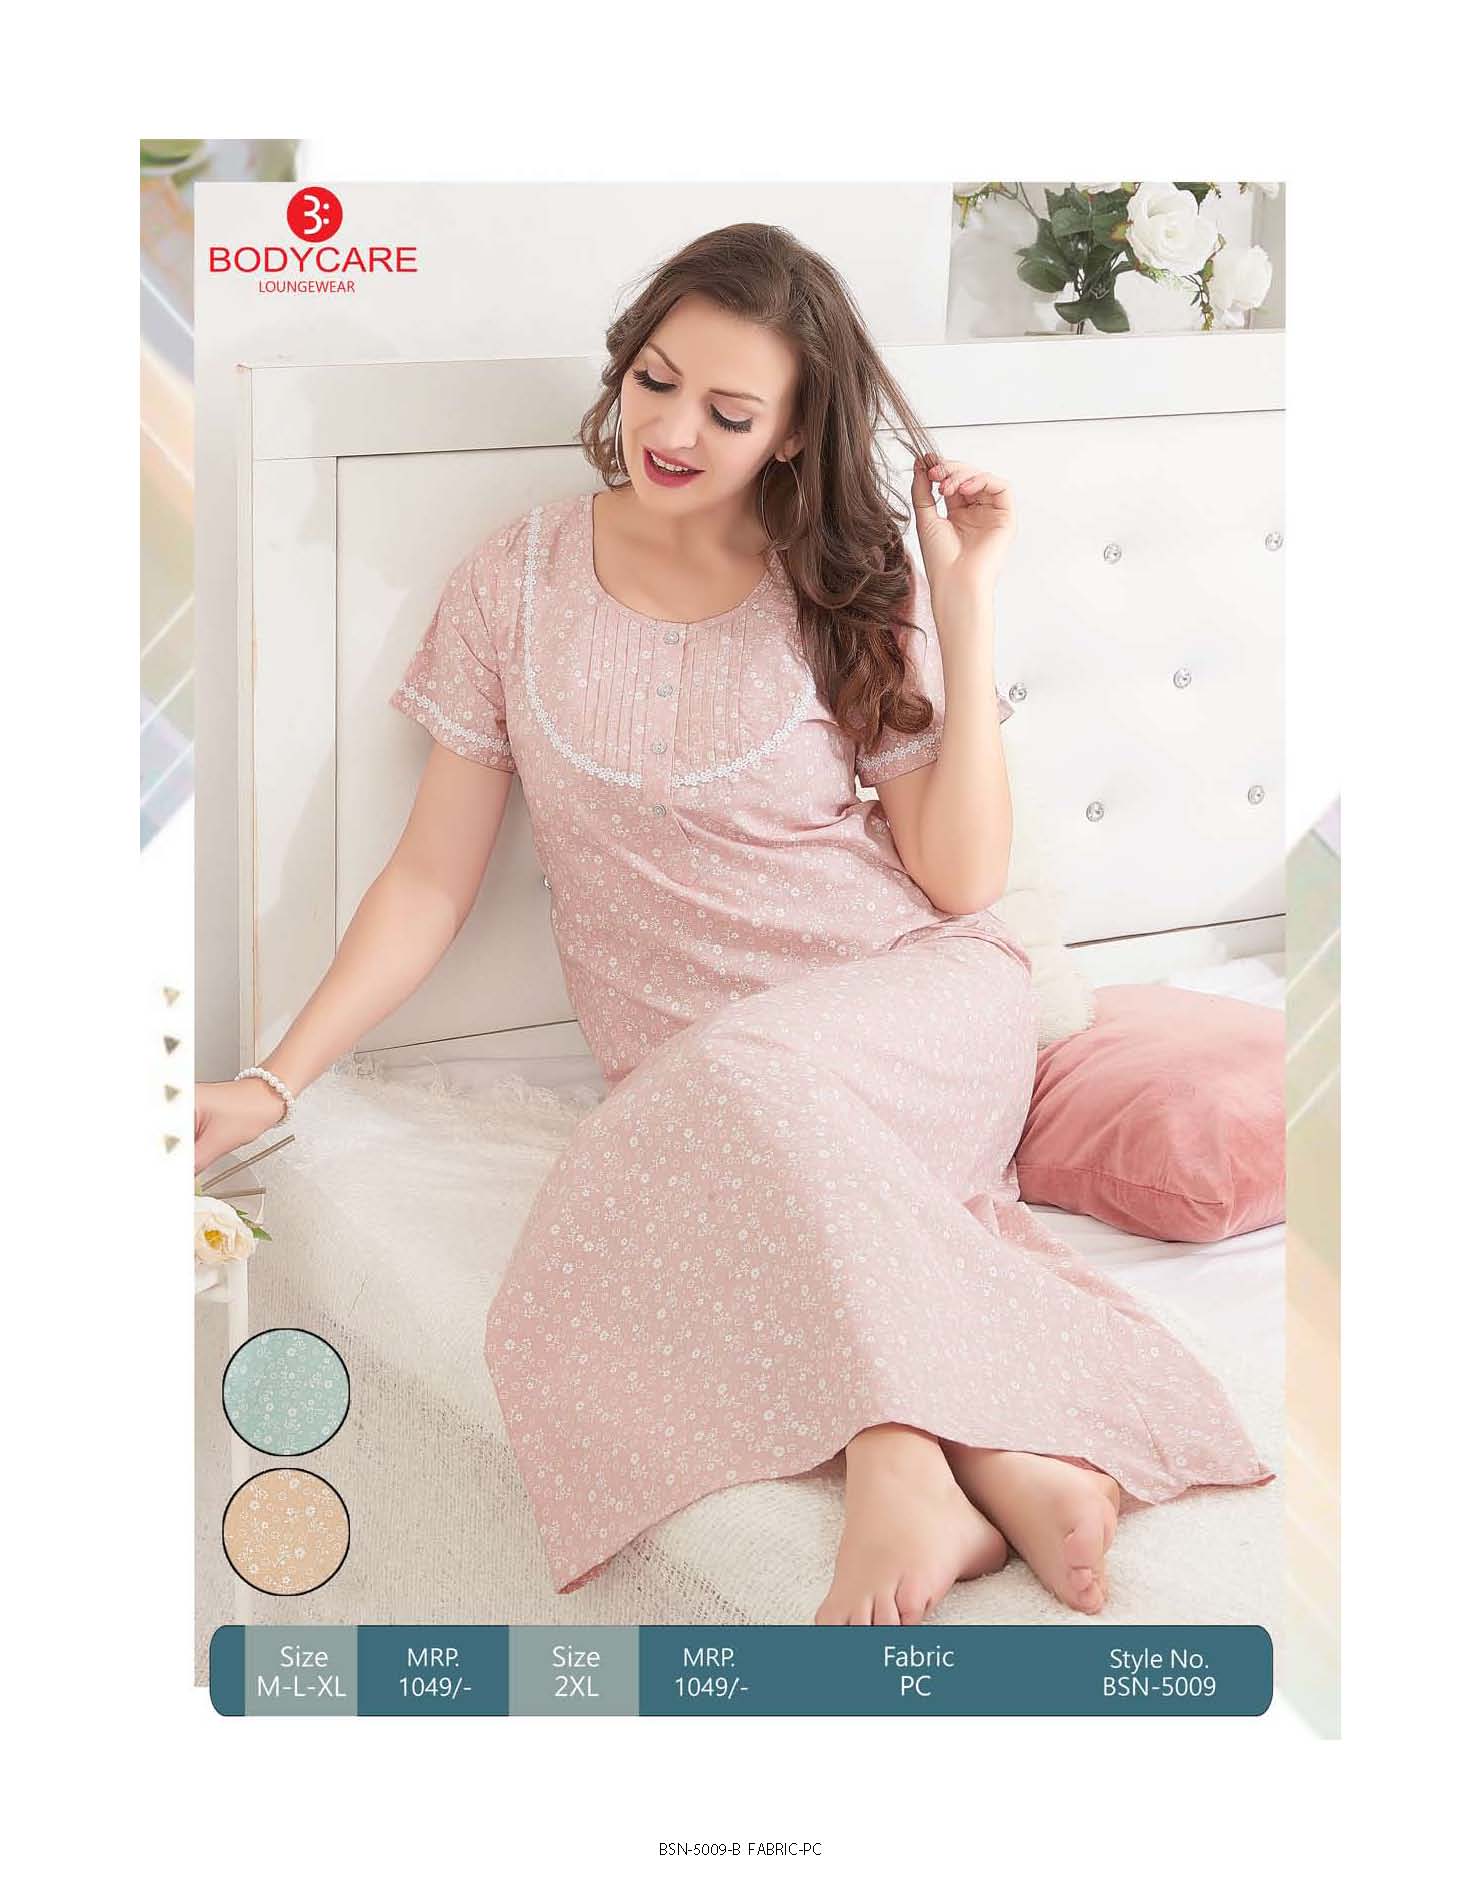 B:
BODYCARE
LOUNGEWEAR
Size
M-L-XL
MRP.
1049/-
Size
2XL
MRP.
1049/-
Fabric
PC
Style No.
BSN-5009
BSN-5009-B FABRIC-PC